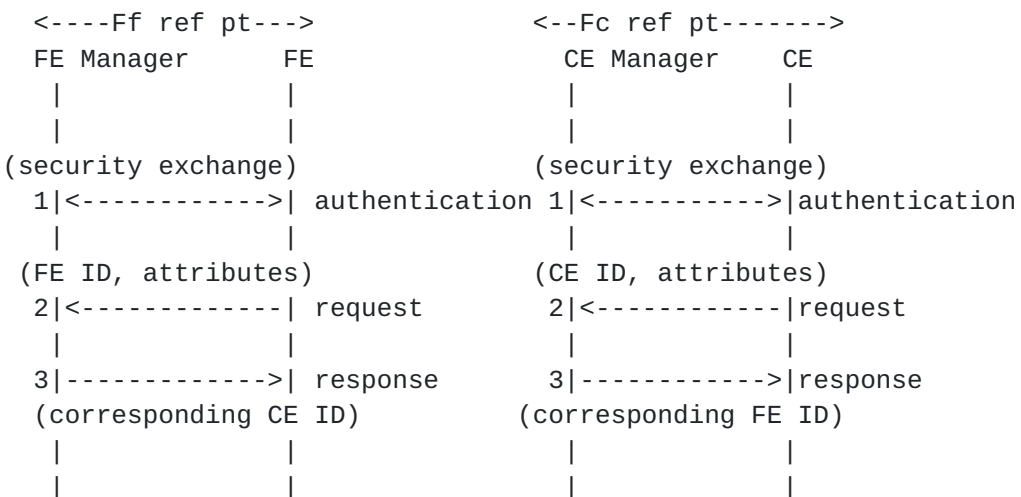 <----Ff ref pt---> <--Fc ref pt------->
FE Manager FE CE Manager CE
| | | |
| | | |
(security exchange) (security exchange)
1|<------------>| authentication 1|<----------->|authentication
| | | |
(FE ID, attributes) (CE ID, attributes)
2|<-------------| request 2|<------------|request
| | | |
3|------------->| response 3|------------>|response
(corresponding CE ID) (corresponding FE ID)
| | | |
| | | |